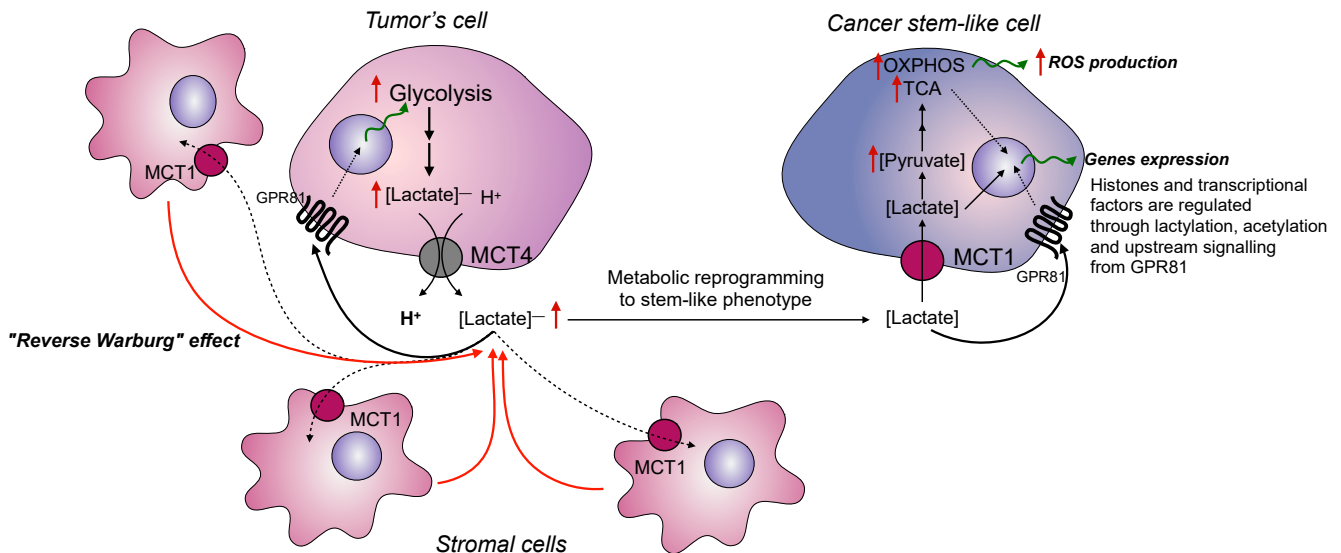 Tumor's cell
Cancer stem-like cell
OXPHOS
ROS production
TCA
Glycolysis
MCT1
[Pyruvate]
Genes expression
GPR81
[Lactate]—
H⁺
[Lactate]
Histones and transcriptional
factors are regulated
through lactylation, acetylation
and upstream signalling
from GPR81
MCT4
MCT1
GPR81
Metabolic reprogramming
to stem-like phenotype
H⁺
[Lactate]—
[Lactate]
"Reverse Warburg" effect
MCT1
MCT1
Stromal cells